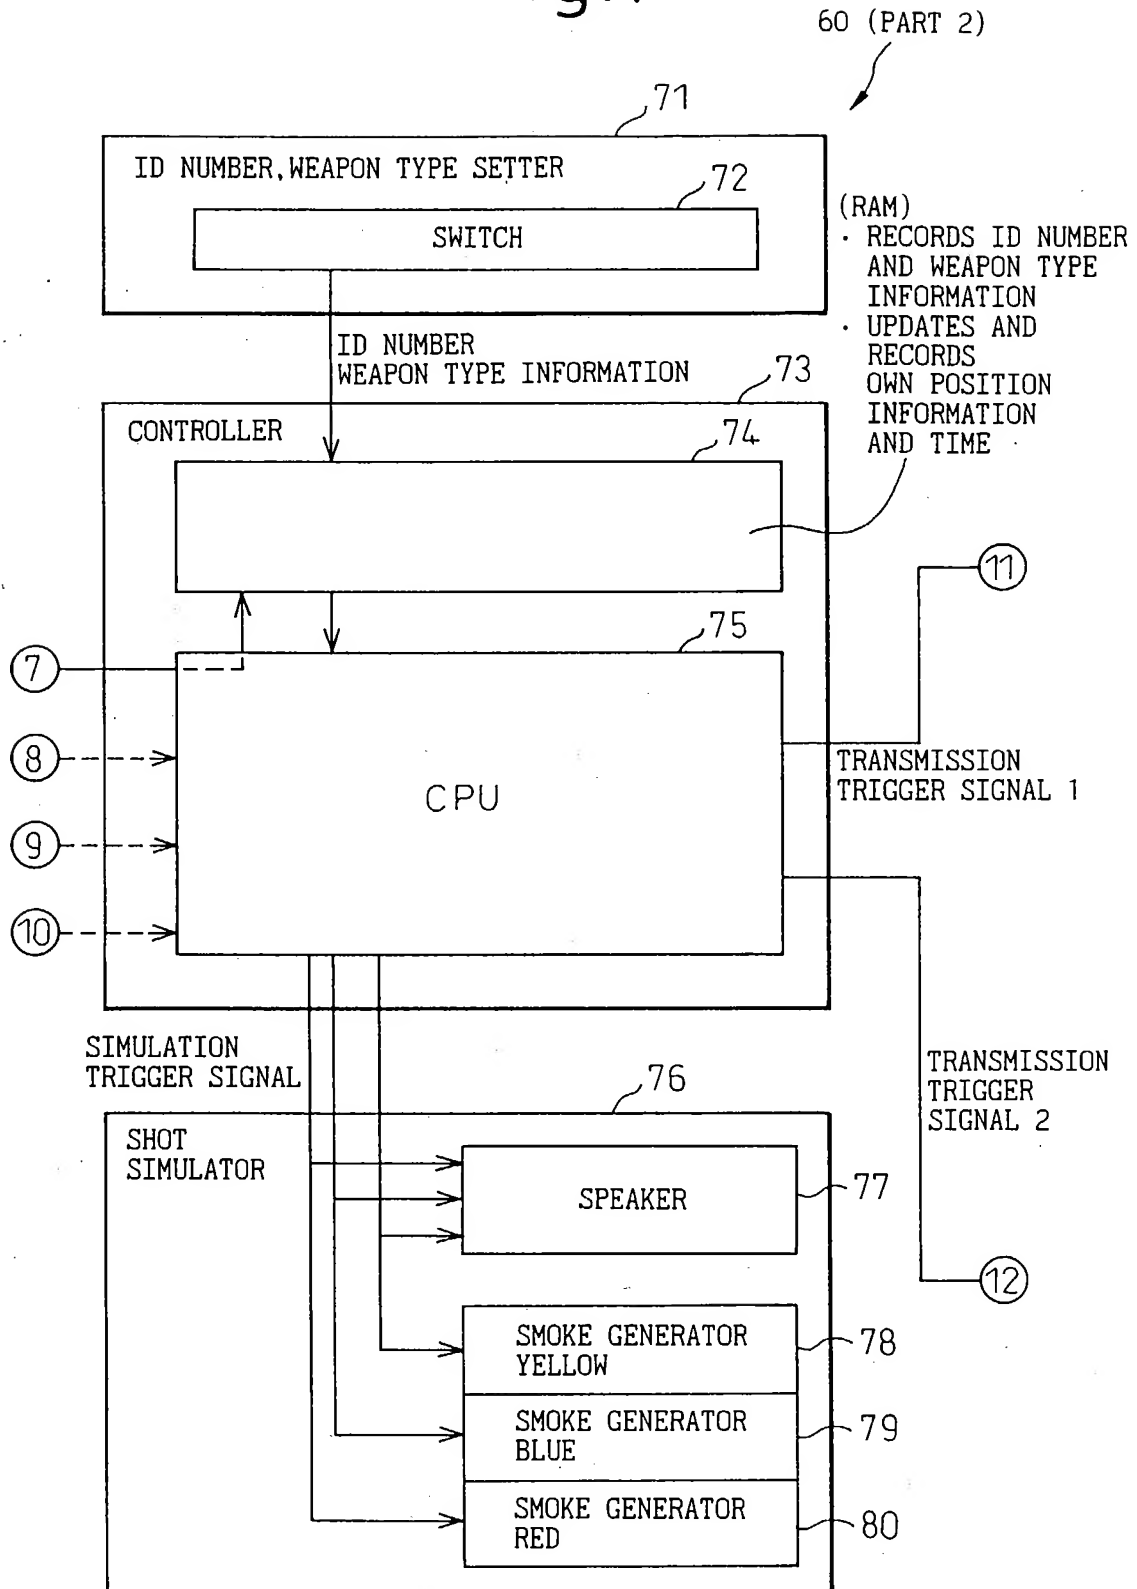 60 (PART 2)
71
ID NUMBER, WEAPON TYPE SETTER
72
SWITCH
(RAM)
· RECORDS ID NUMBER
AND WEAPON TYPE
INFORMATION
· UPDATES AND
RECORDS
OWN POSITION
INFORMATION
AND TIME
ID NUMBER
WEAPON TYPE INFORMATION
73
CONTROLLER
74
11
75
7
8
CPU
TRANSMISSION
TRIGGER SIGNAL 1
9
10
SIMULATION
TRIGGER SIGNAL
TRANSMISSION
TRIGGER
SIGNAL 2
76
SHOT
SIMULATOR
SPEAKER
77
12
SMOKE GENERATOR
YELLOW
78
SMOKE GENERATOR
BLUE
79
SMOKE GENERATOR
RED
80